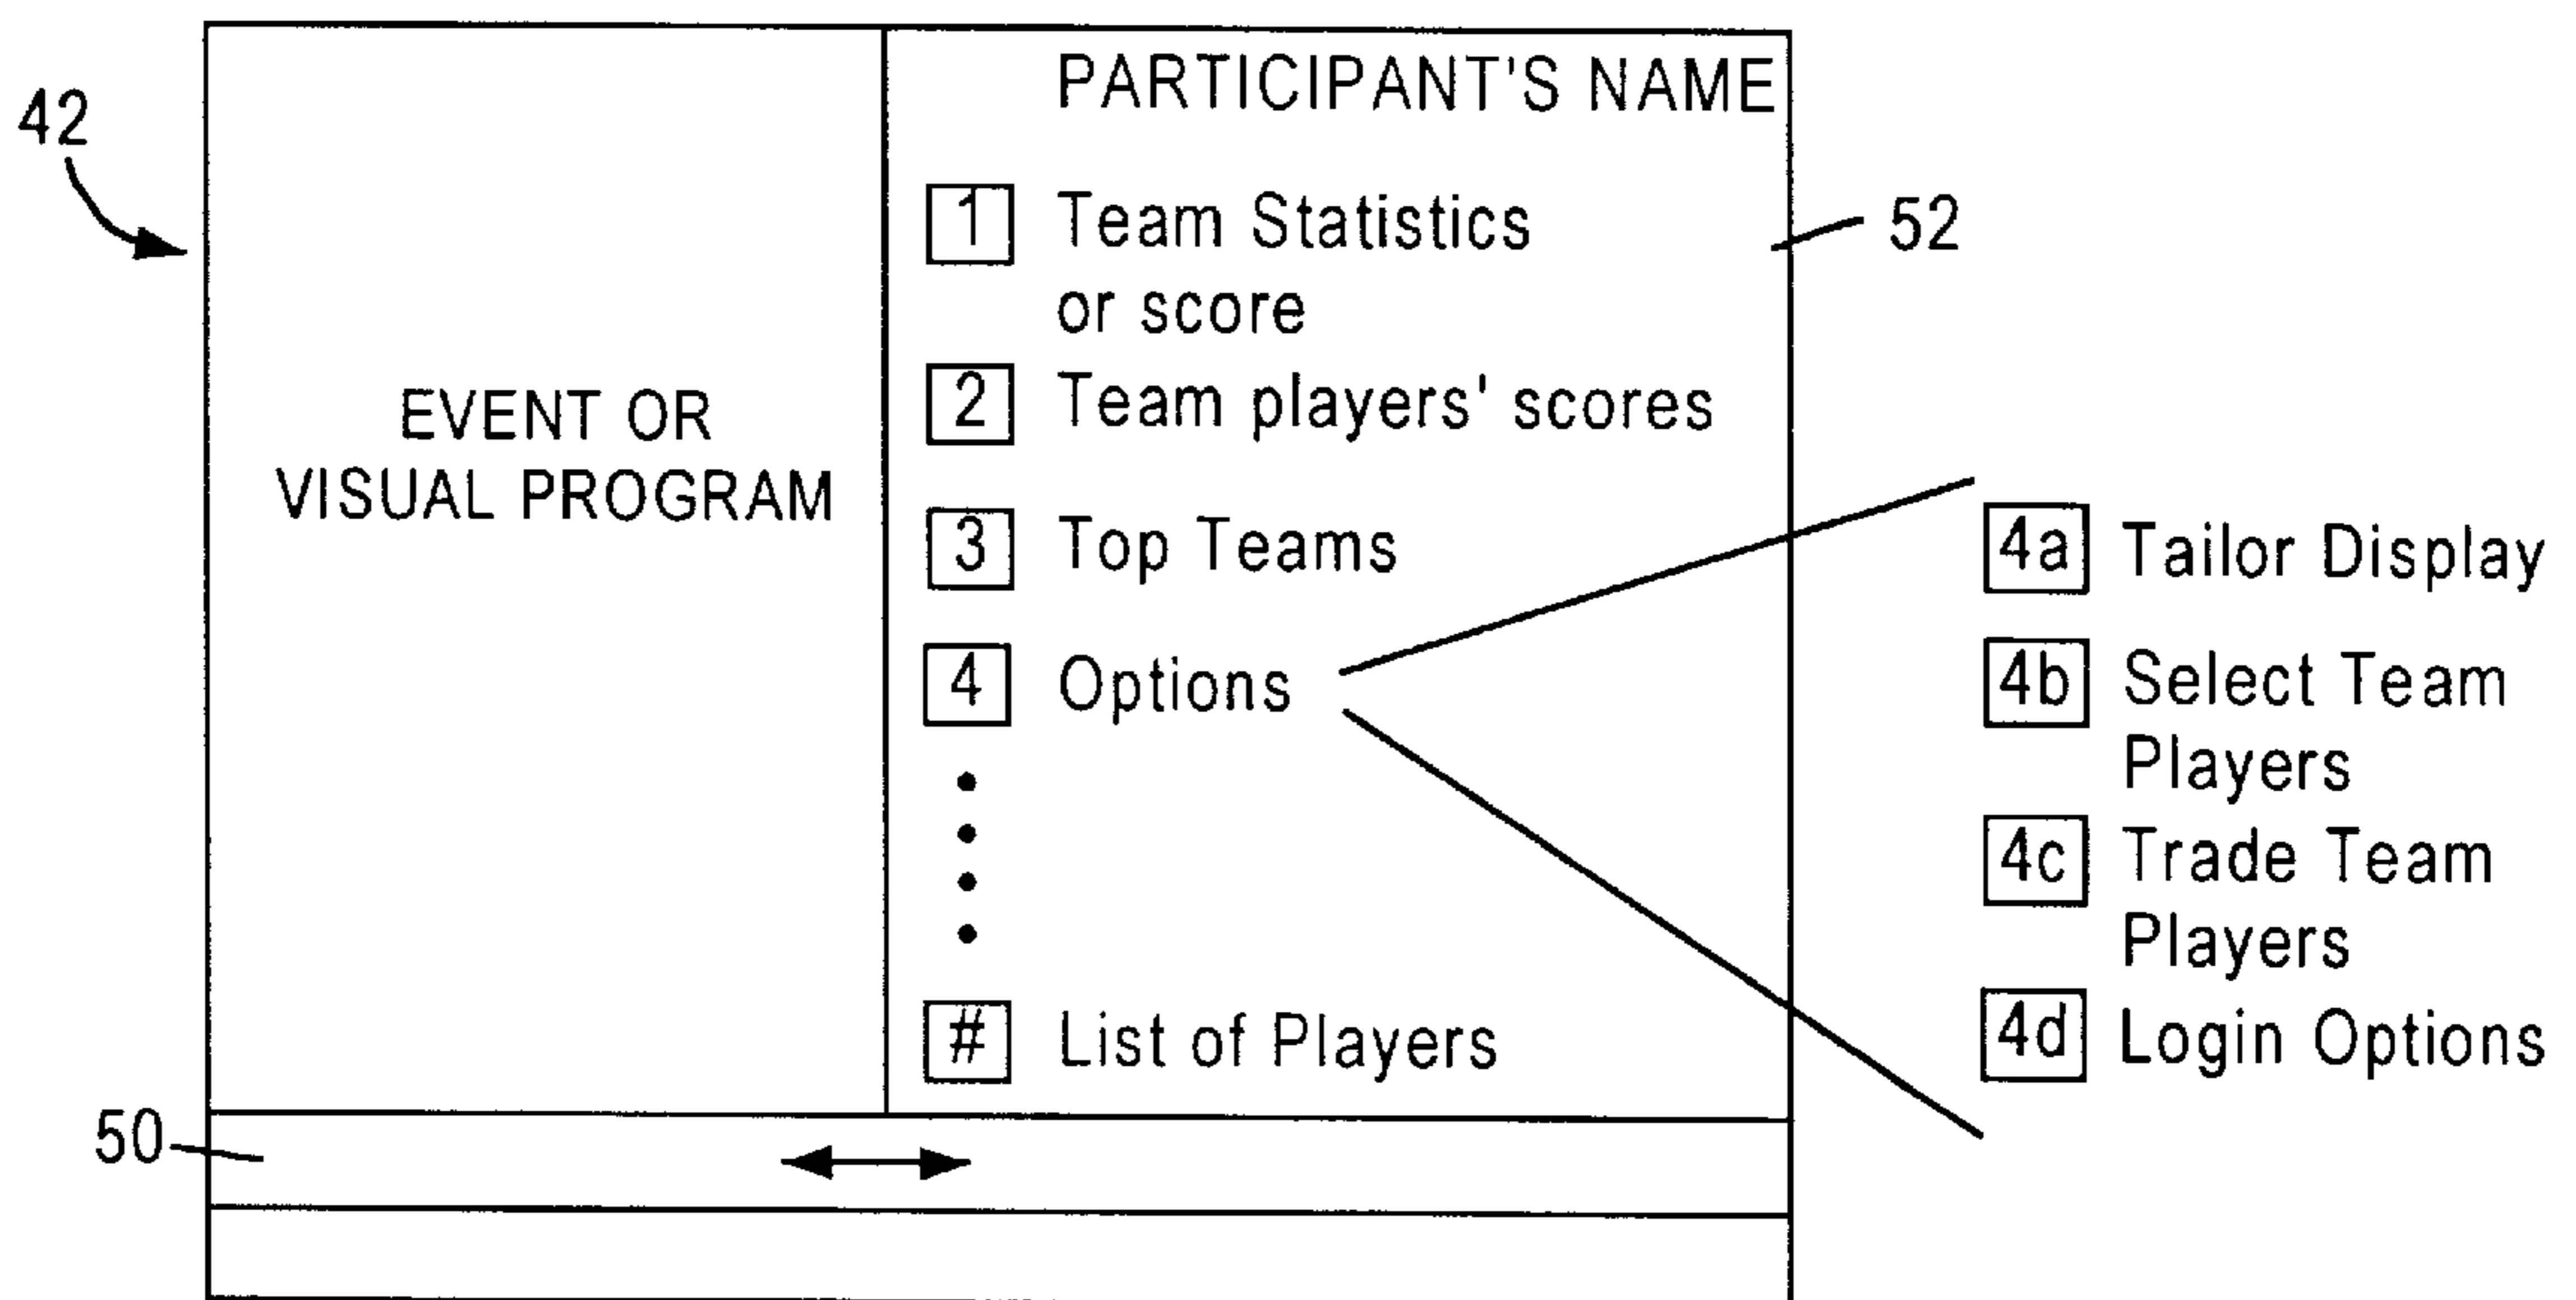 42
EVENT OR
VISUAL PROGRAM
PARTICIPANT'S NAME
1 Team Statistics
or score
2 Team players' scores
3 Top Teams
4 Options
# List of Players
52
4a Tailor Display
4b Select Team
Players
4c Trade Team
Players
4d Login Options
50